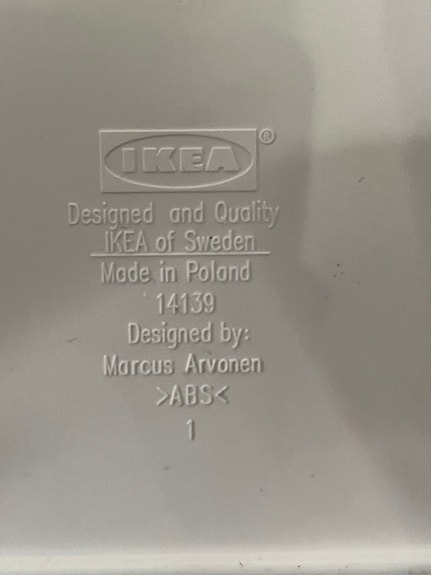 IKEA®
Designed and Quality
IKEA of Sweden
Made in Poland
14139
Designed by:
Marcus Arvonen
>ABS<
1